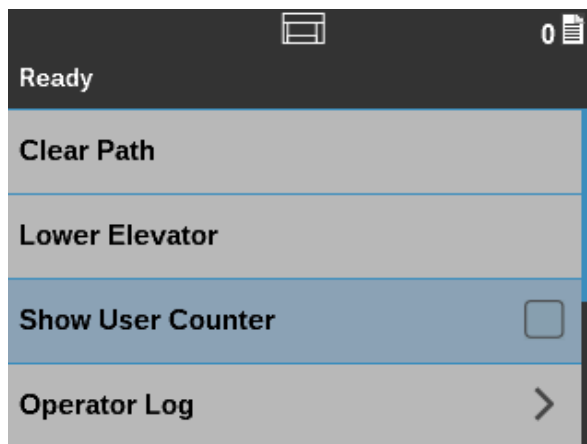 0
Ready
Clear Path
Lower Elevator
Show User Counter
Operator Log